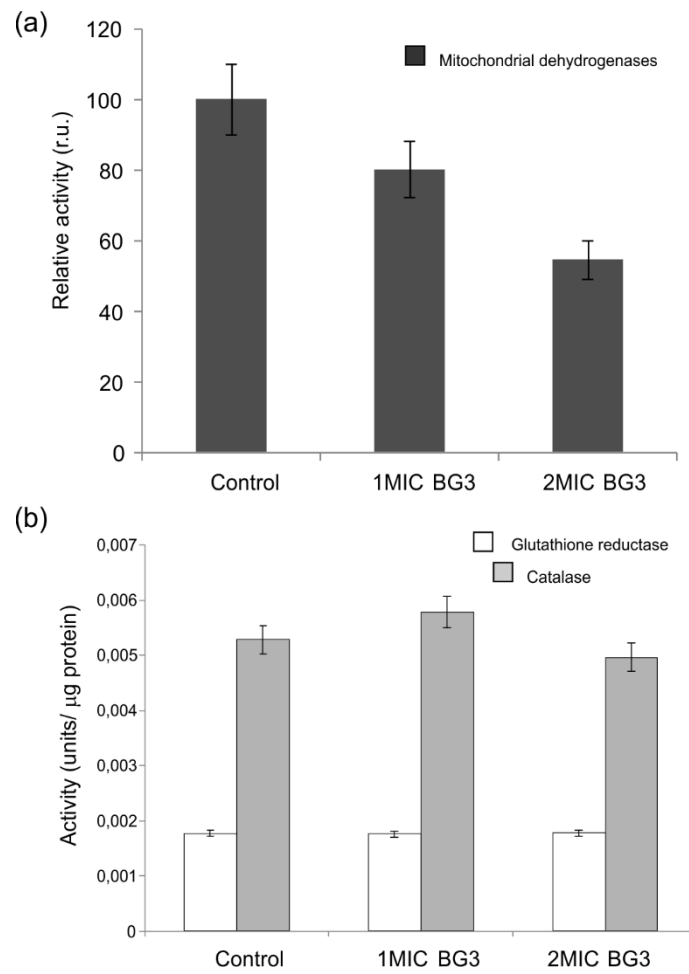 (a)
120
100
80
60
40
20
0
Relative activity (r.u.)
Mitochondrial dehydrogenases
Control
1MIC BG3
2MIC BG3
(b)
0,007
0,006
0,005
0,004
0,003
0,002
0,001
0
Activity (units/ µg protein)
Glutathione reductase
Catalase
Control
1MIC BG3
2MIC BG3